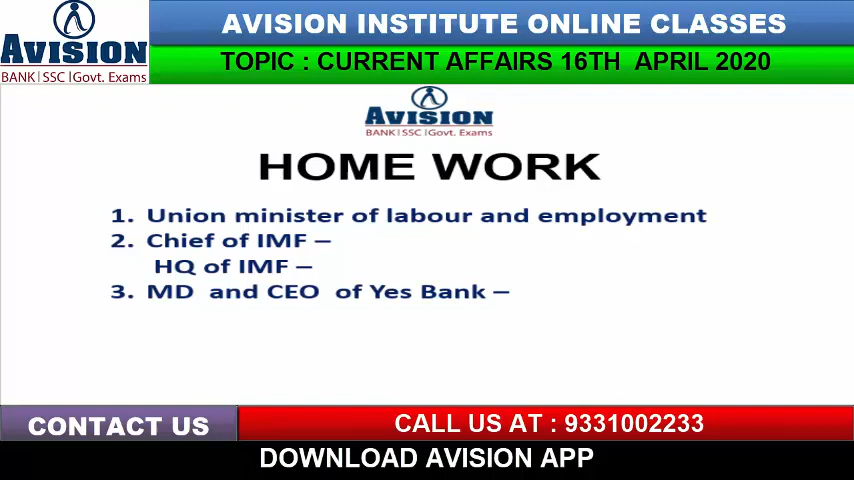 AVISION
BANK|SSC|Govt. Exams
AVISION INSTITUTE ONLINE CLASSES
TOPIC : CURRENT AFFAIRS 16TH APRIL 2020
AVISION
BANK|SSC|Govt. Exams
HOME WORK
1. Union minister of labour and employment
2. Chief of IMF –
HQ of IMF –
3. MD and CEO of Yes Bank –
CONTACT US
CALL US AT : 9331002233
DOWNLOAD AVISION APP